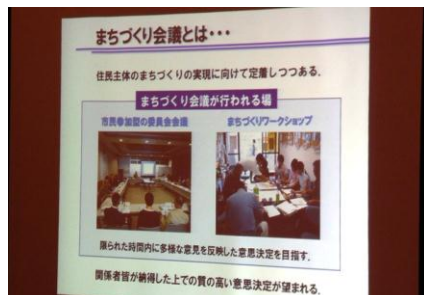 まちづくり会議とは・・・
住民主体のまちづくりの実現に向けて定着しつつある.
まちづくり会議が行われる場
市民参加型の委員会会議
まちづくりワークショップ
限られた時間内に多様な意見を反映した意思決定を目指す.
関係者皆が納得した上での質の高い意思決定が望まれる.